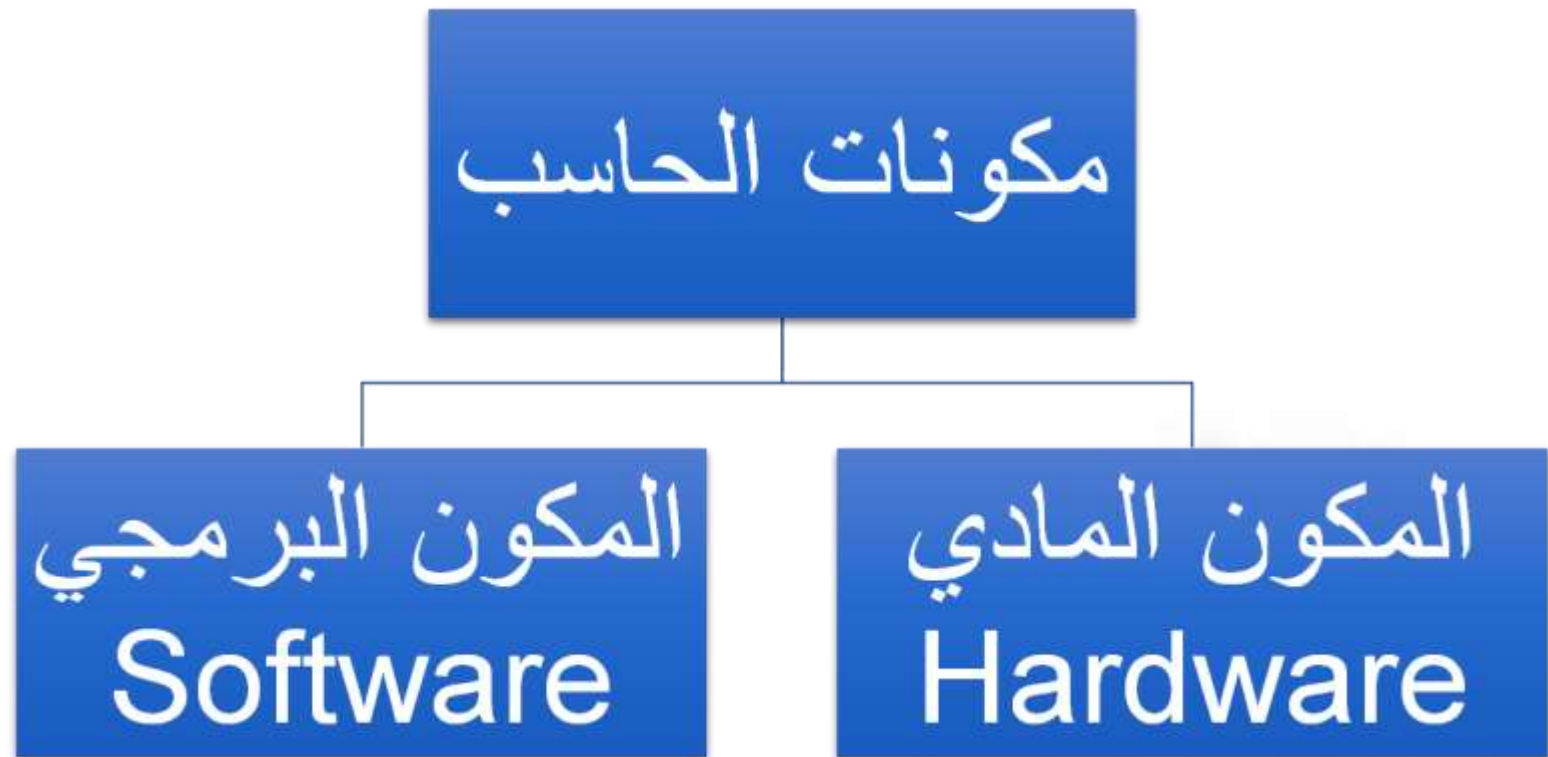 مكونات الحاسب
المكون المادي
Hardware
المكون البرمجي
Software